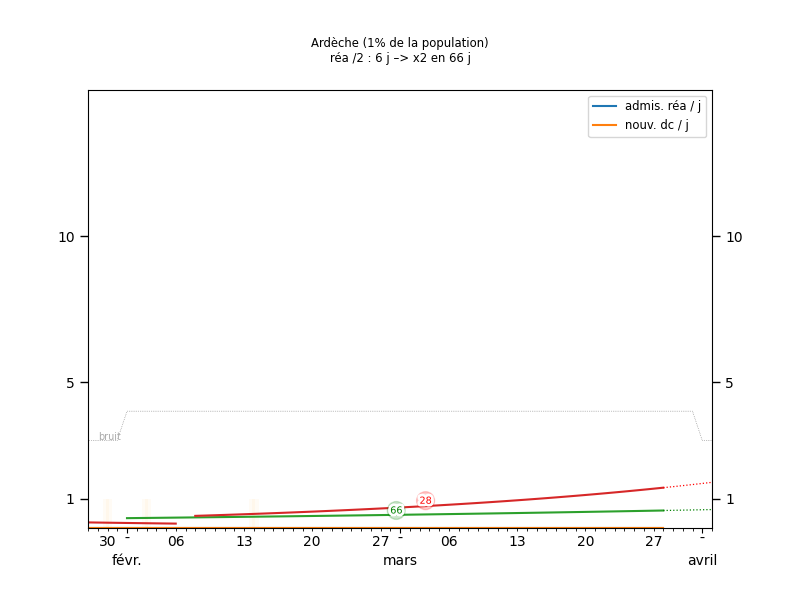 Ardèche (1% de la population)
réa /2 : 6 j –> x2 en 66 j
admis. réa / j
nouv. dc / j
10
10
5
5
bruit
1
1
28
66
30 - 06 13 20 27 - 06 13 20 27 -
févr. mars avril